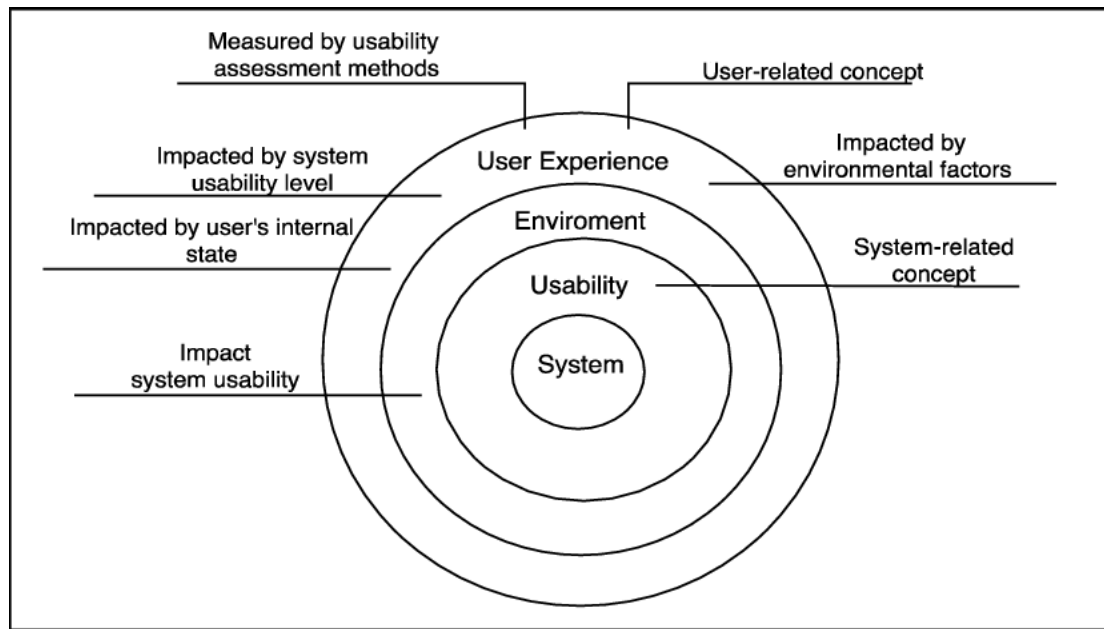 Measured by usability
assessment methods
User-related concept
User Experience
Impacted by system
usability level
Impacted by
environmental factors
Impacted by user's internal
state
Enviroment
System-related
concept
Usability
Impact
system usability
System